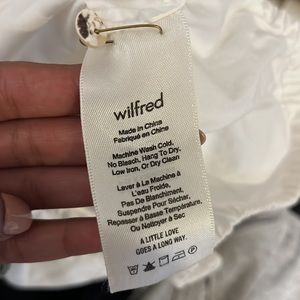 wilfred
Made in China
Fabriqué en China
Machine Wash Cold,
No Bleach, Hang To Dry,
Low Iron, Or Dry Clean
Laver à La Machine à
L'eau Froide,
Pas De Blanchiment,
Suspendre Pour Sécher,
Repasser à Basse Température,
Ou Nettoyer à Sec
A LITTLE LOVE
GOES A LONG WAY.